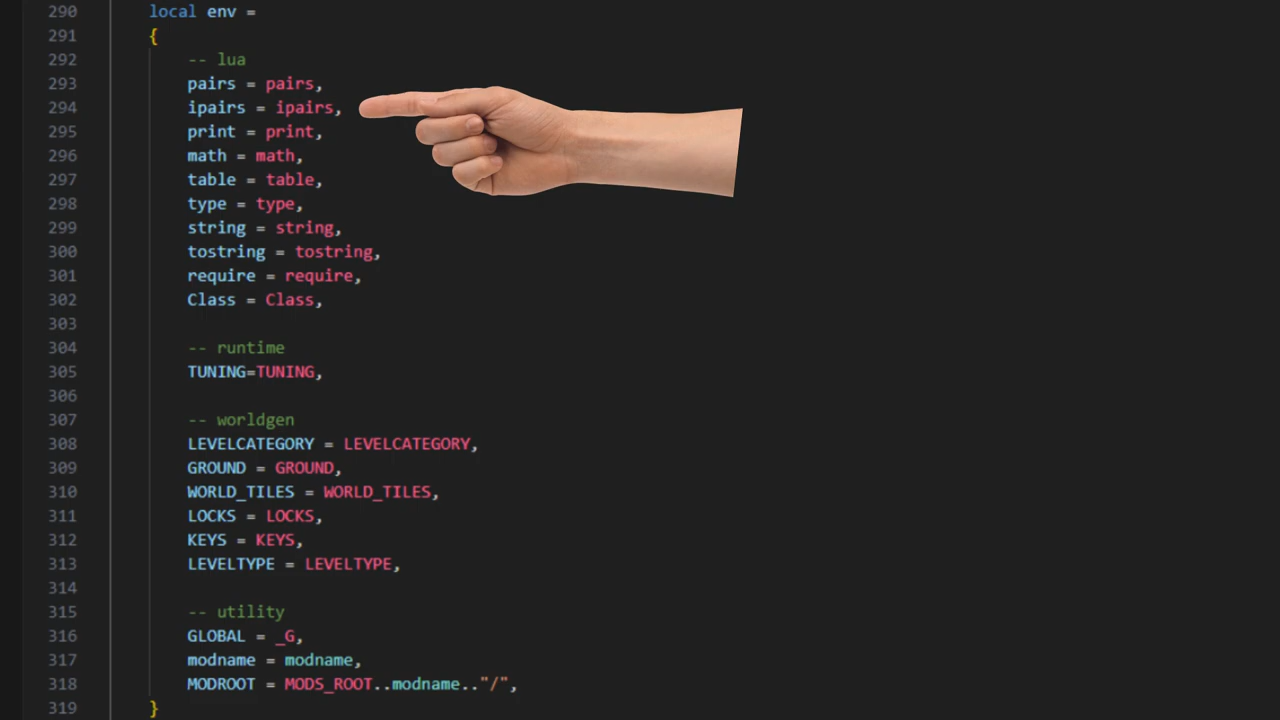 290 local env =
291 {
292 -- lua
293 pairs = pairs,
294 ipairs = ipairs,
295 print = print,
296 math = math,
297 table = table,
298 type = type,
299 string = string,
300 tostring = tostring,
301 require = require,
302 Class = Class,
303
304 -- runtime
305 TUNING=TUNING,
306
307 -- worldgen
308 LEVELCATEGORY = LEVELCATEGORY,
309 GROUND = GROUND,
310 WORLD_TILES = WORLD_TILES,
311 LOCKS = LOCKS,
312 KEYS = KEYS,
313 LEVELTYPE = LEVELTYPE,
314
315 -- utility
316 GLOBAL = _G,
317 modname = modname,
318 MODROOT = MODS_ROOT..modname.."/",
319 }